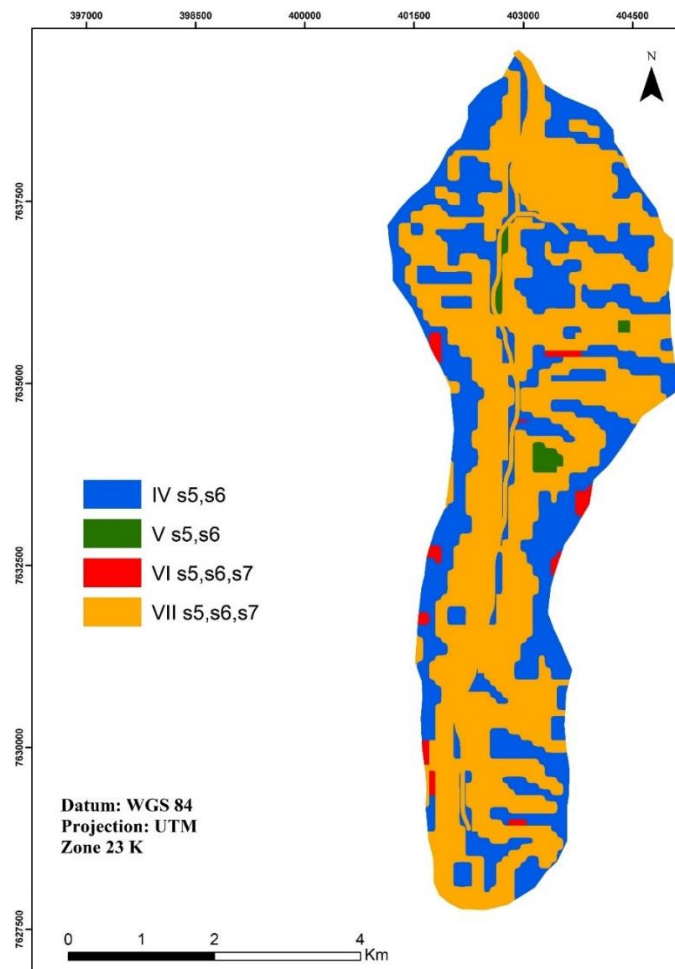 397000 398500 400000 401500 403000 404500
N
7637500
7635000
7632500
7630000
7627500
IV s5,s6
V s5,s6
VI s5,s6,s7
VII s5,s6,s7
Datum: WGS 84
Projection: UTM
Zone 23 K
0 1 2 4
Km